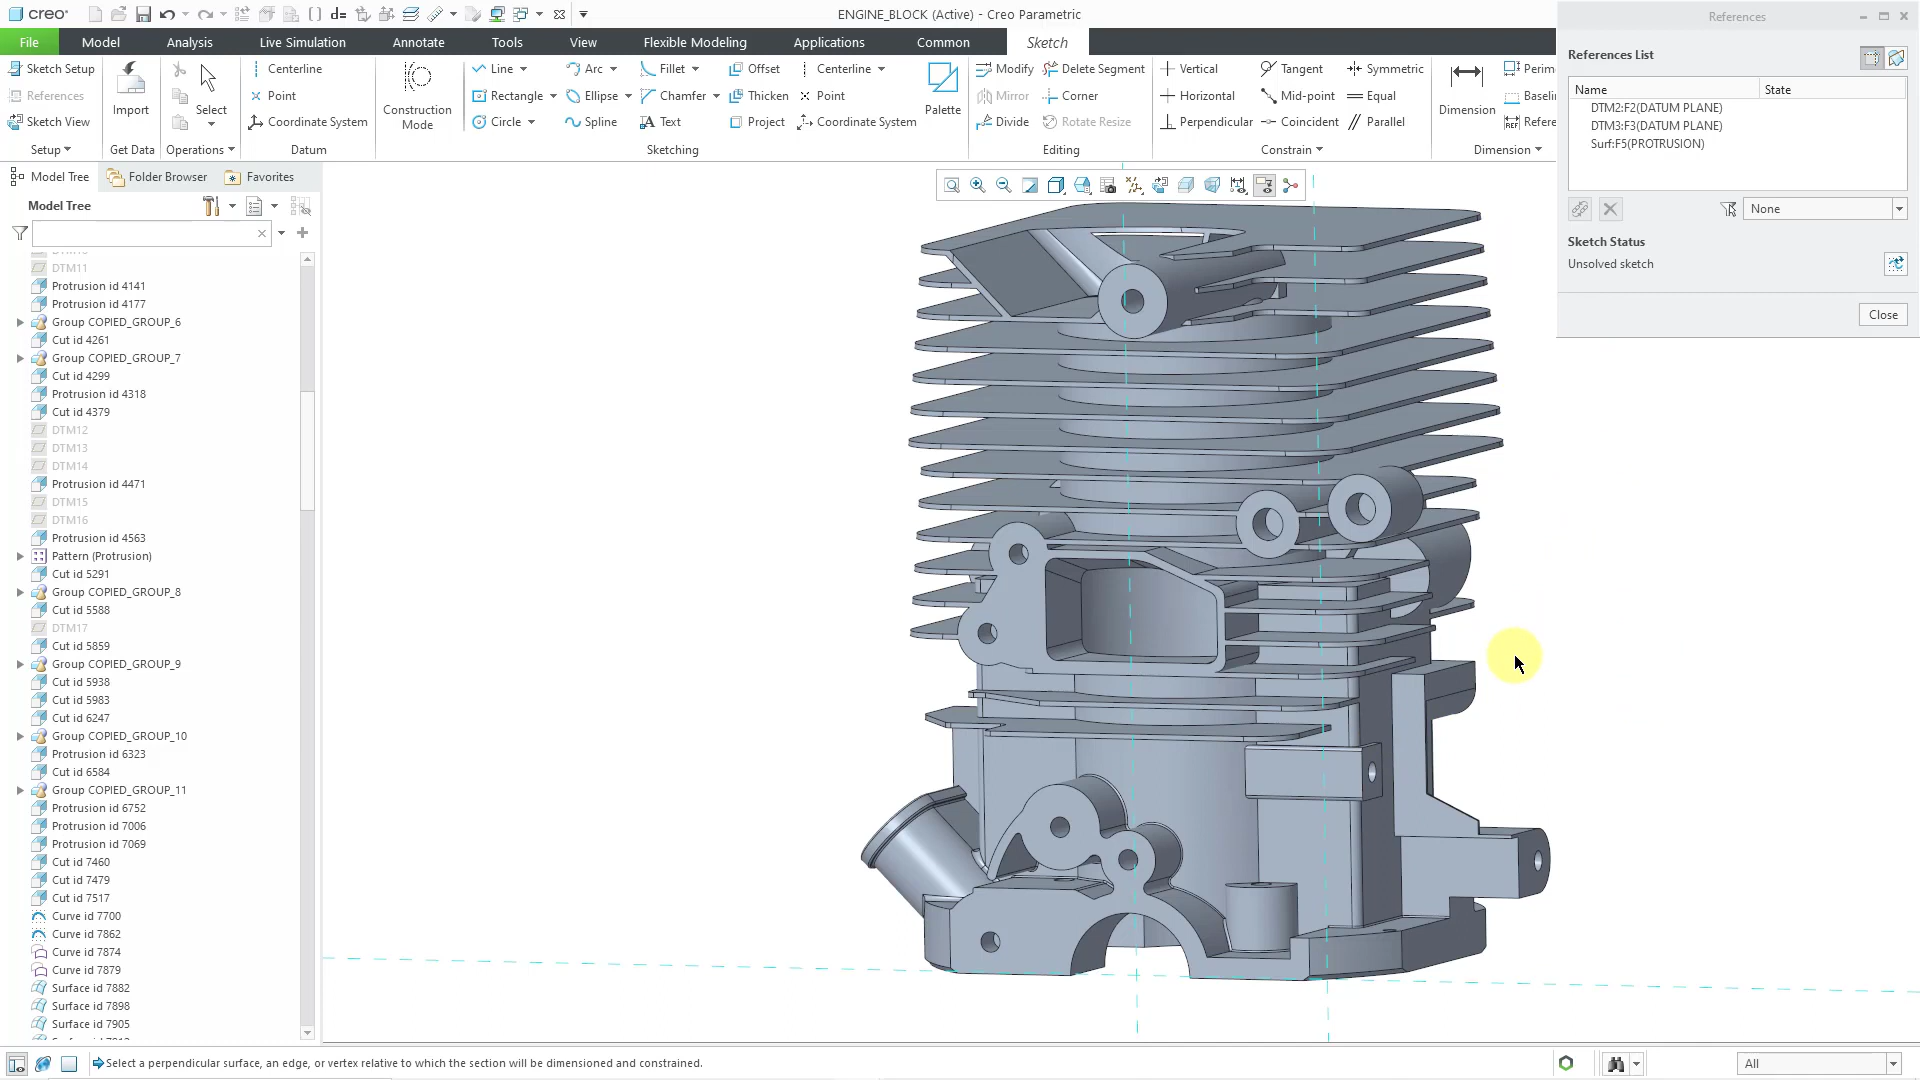 creo
ENGINE_BLOCK (Active) - Creo Parametric
File
Model
Analysis
Live Simulation
Annotate
Tools
View
Flexible Modeling
Applications
Common
Sketch
Sketch Setup
References
Sketch View
Setup
Import
Get Data
Select
Operations
Centerline
Point
Coordinate System
Datum
Construction
Mode
Line
Rectangle
Circle
Arc
Ellipse
Spline
Fillet
Chamfer
Text
Offset
Thicken
Project
Centerline
Point
Coordinate System
Palette
Sketching
Modify
Mirror
Divide
Delete Segment
Corner
Rotate Resize
Editing
Vertical
Horizontal
Perpendicular
Tangent
Mid-point
Coincident
Symmetric
Equal
Parallel
Constrain
Dimension
Perim
Baseli
REF Refere
Dimension
Model Tree
Folder Browser
Favorites
Model Tree
DTM11
Protrusion id 4141
Protrusion id 4177
Group COPIED_GROUP_6
Cut id 4261
Group COPIED_GROUP_7
Cut id 4299
Protrusion id 4318
Cut id 4379
DTM12
DTM13
DTM14
Protrusion id 4471
DTM15
DTM16
Protrusion id 4563
Pattern (Protrusion)
Cut id 5291
Group COPIED_GROUP_8
Cut id 5588
DTM17
Cut id 5859
Group COPIED_GROUP_9
Cut id 5938
Cut id 5983
Cut id 6247
Group COPIED_GROUP_10
Protrusion id 6323
Cut id 6584
Group COPIED_GROUP_11
Protrusion id 6752
Protrusion id 7006
Protrusion id 7069
Cut id 7460
Cut id 7479
Cut id 7517
Curve id 7700
Curve id 7862
Curve id 7874
Curve id 7879
Surface id 7882
Surface id 7898
Surface id 7905
References
References List
Name
State
DTM2:F2(DATUM PLANE)
DTM3:F3(DATUM PLANE)
Surf:F5(PROTRUSION)
None
Sketch Status
Unsolved sketch
Close
Select a perpendicular surface, an edge, or vertex relative to which the section will be dimensioned and constrained.
All